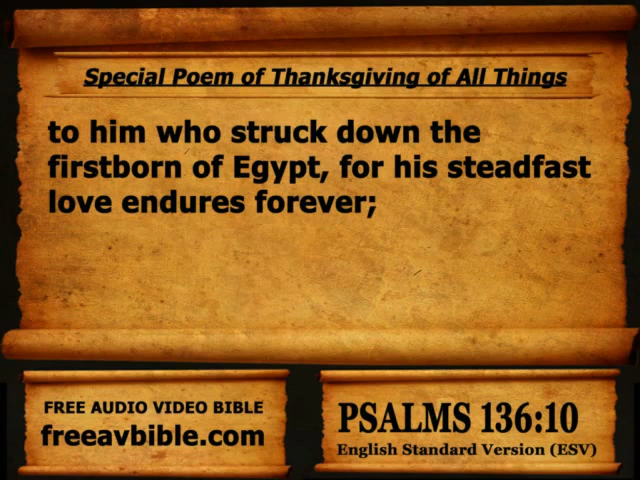 Special Poem of Thanksgiving of All Things
to him who struck down the
firstborn of Egypt, for his steadfast
love endures forever;
FREE AUDIO VIDEO BIBLE
freeavbible.com
PSALMS 136:10
English Standard Version (ESV)